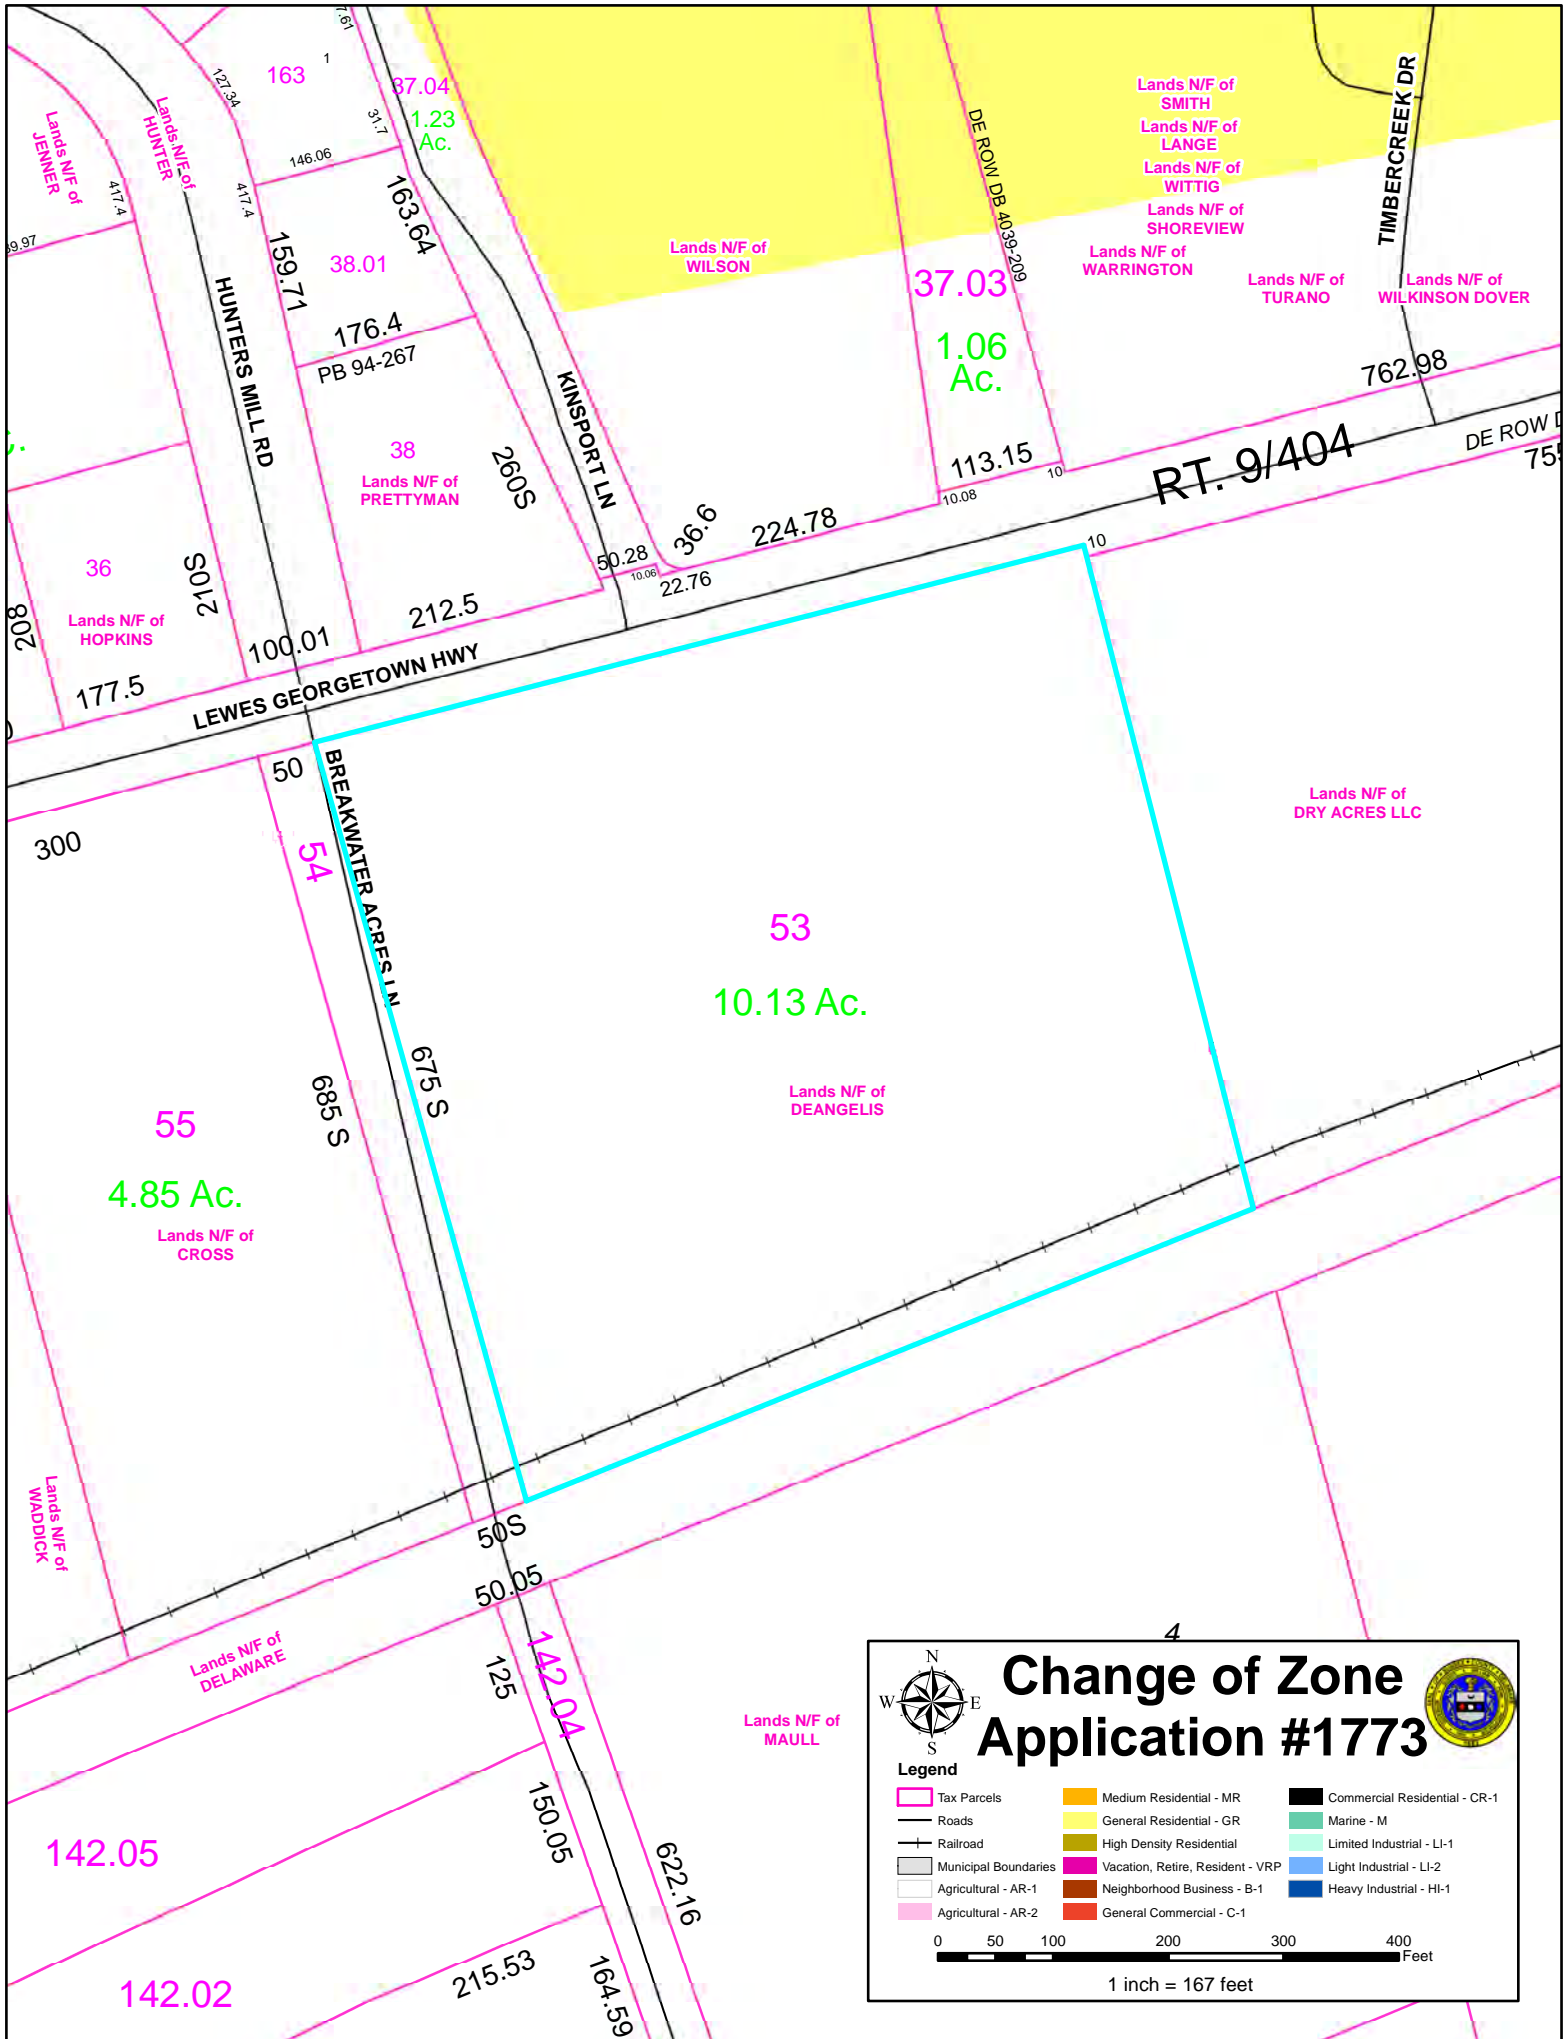 163
1
127.34
37.04
1.23
Ac.
31.7
146.06
Lands N/F of
JENNER
Lands N/F of
HUNTER
417.4
417.4
163.64
159.71
38.01
176.4
PB 94-267
HUNTERS MILL RD
KINSPORT LN
38
Lands N/F of
PRETTYMAN
260S
36
Lands N/F of
HOPKINS
210S
208
177.5
100.01
212.5
50.28
10.06
36.6
22.76
224.78
Lands N/F of
WILSON
37.03
1.06
Ac.
DE ROW DB 4039-209
113.15
10.08
10
Lands N/F of
SMITH
Lands N/F of
LANGE
Lands N/F of
WITTIG
Lands N/F of
SHOREVIEW
Lands N/F of
WARRINGTON
Lands N/F of
TURANO
Lands N/F of
WILKINSON DOVER
TIMBERCREEK DR
762.98
RT. 9/404
DE ROW
10
LEWES GEORGETOWN HWY
50
300
54
BREAKWATER ACRES LN
675 S
685 S
53
10.13 Ac.
Lands N/F of
DEANGELIS
Lands N/F of
DRY ACRES LLC
55
4.85 Ac.
Lands N/F of
CROSS
Lands N/F of
WADDICK
50S
50.05
Lands N/F of
DELAWARE
125
142.04
150.05
622.16
142.05
142.02
215.53
164.59
Lands N/F of
MAULL
4
N
W
E
S
Change of Zone
Application #1773
Legend
Tax Parcels
Roads
Railroad
Municipal Boundaries
Agricultural - AR-1
Agricultural - AR-2
Medium Residential - MR
General Residential - GR
High Density Residential
Vacation, Retire, Resident - VRP
Neighborhood Business - B-1
General Commercial - C-1
Commercial Residential - CR-1
Marine - M
Limited Industrial - LI-1
Light Industrial - LI-2
Heavy Industrial - HI-1
0 50 100 200 300 400
Feet
1 inch = 167 feet